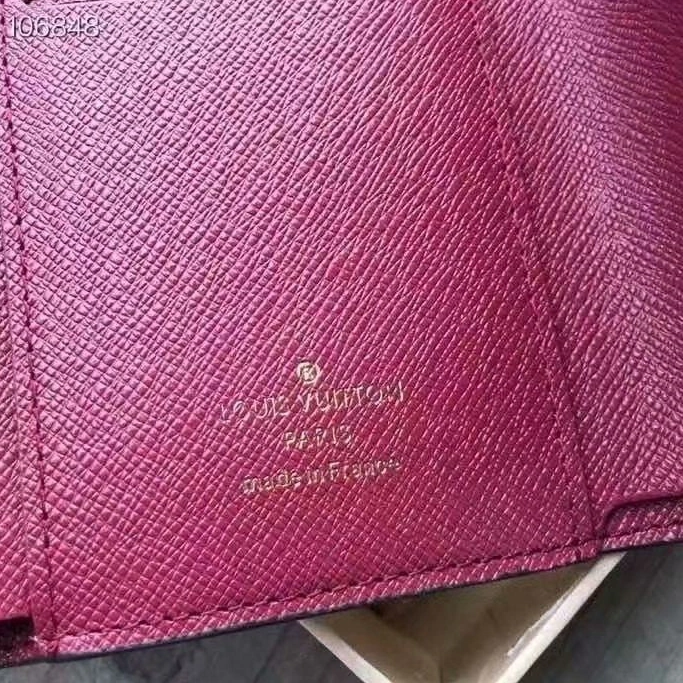 106848
LOUIS VUITTON
PARIS
made in France